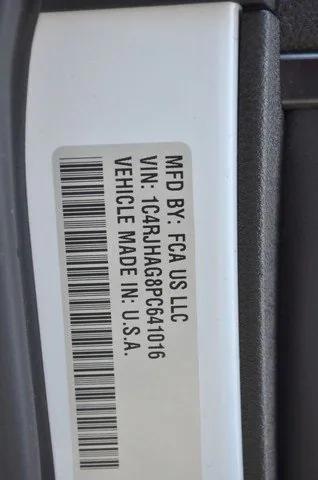 MFD BY: FCA US LLC
VIN: 1C4RJHAG8PC641016
VEHICLE MADE IN: U.S.A.